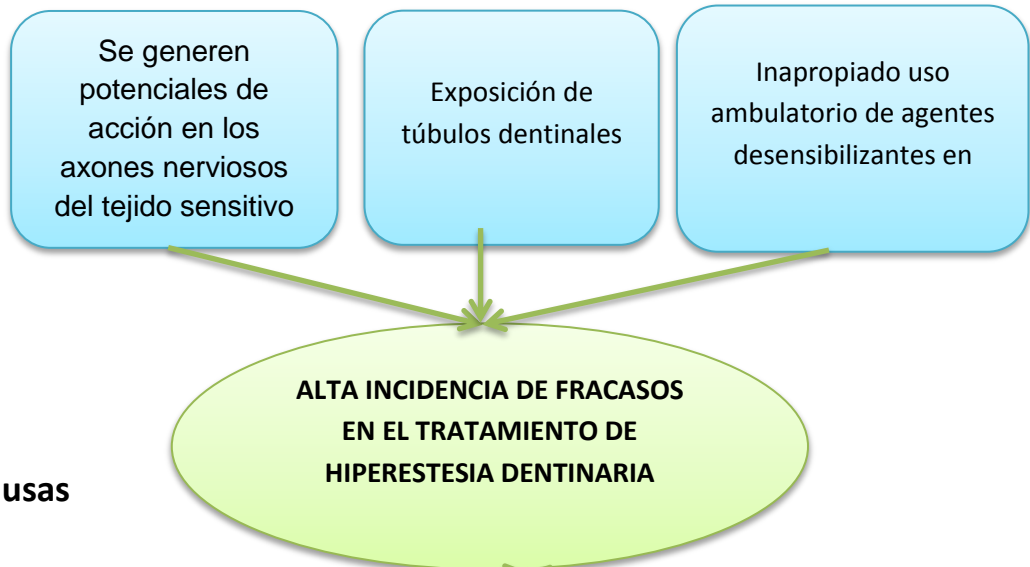 Se generen
potenciales de
acción en los
axones nerviosos
del tejido sensitivo
Exposición de
túbulos dentinales
Inapropiado uso
ambulatorio de agentes
desensibilizantes en
ALTA INCIDENCIA DE FRACASOS
EN EL TRATAMIENTO DE
HIPERESTESIA DENTINARIA
usas